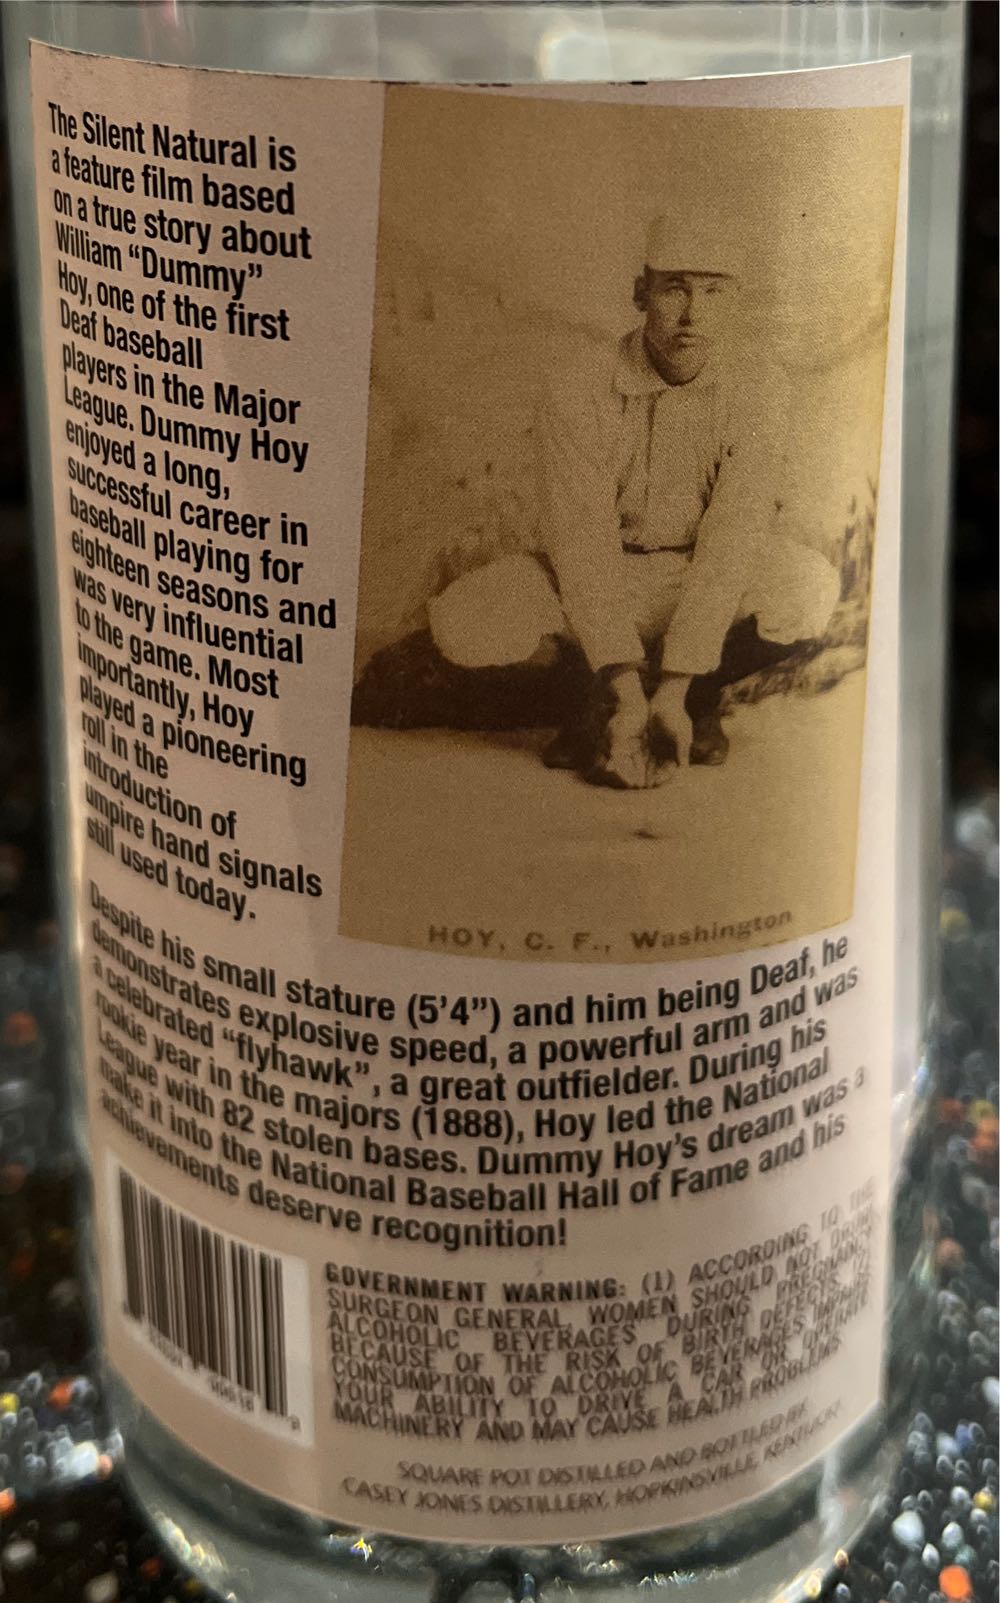 The Silent Natural is
a feature film based
on a true story about
William “Dummy”
Hoy, one of the first
Deaf baseball
players in the Major
League. Dummy Hoy
enjoyed a long,
successful career in
baseball playing for
eighteen seasons and
was very influential
to the game. Most
importantly, Hoy
played a pioneering
roll in the
introduction of
umpire hand signals
still used today.
HOY, C. F., Washington
Despite his small stature (5’4”) and him being Deaf, he
demonstrates explosive speed, a powerful arm and was
a celebrated “flyhawk”, a great outfielder. During his
rookie year in the majors (1888), Hoy led the National
League with 82 stolen bases. Dummy Hoy’s dream was a
make it into the National Baseball Hall of Fame and his
achievements deserve recognition!
GOVERNMENT WARNING: (1) ACCORDING TO THE
SURGEON GENERAL, WOMEN SHOULD NOT DRINK
ALCOHOLIC BEVERAGES DURING PREGNANCY
BECAUSE OF THE RISK OF BIRTH DEFECTS.
CONSUMPTION OF ALCOHOLIC BEVERAGES IMPAIRS
YOUR ABILITY TO DRIVE A CAR OR OPERATE
MACHINERY AND MAY CAUSE HEALTH PROBLEMS
SQUARE POT DISTILLED AND BOTTLED BY
CASEY JONES DISTILLERY, HOPKINSVILLE, KENTUCKY